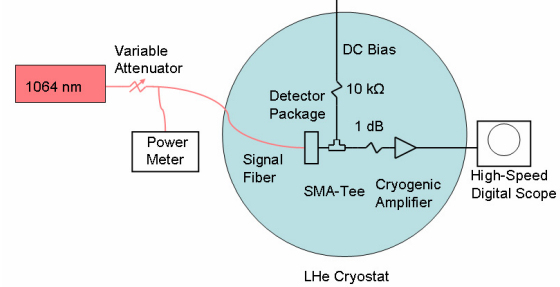 1064 nm
Variable
Attenuator
Power
Meter
DC Bias
10 kΩ
Detector
Package
1 dB
Signal
Fiber
SMA-Tee
Cryogenic
Amplifier
High-Speed
Digital Scope
LHe Cryostat